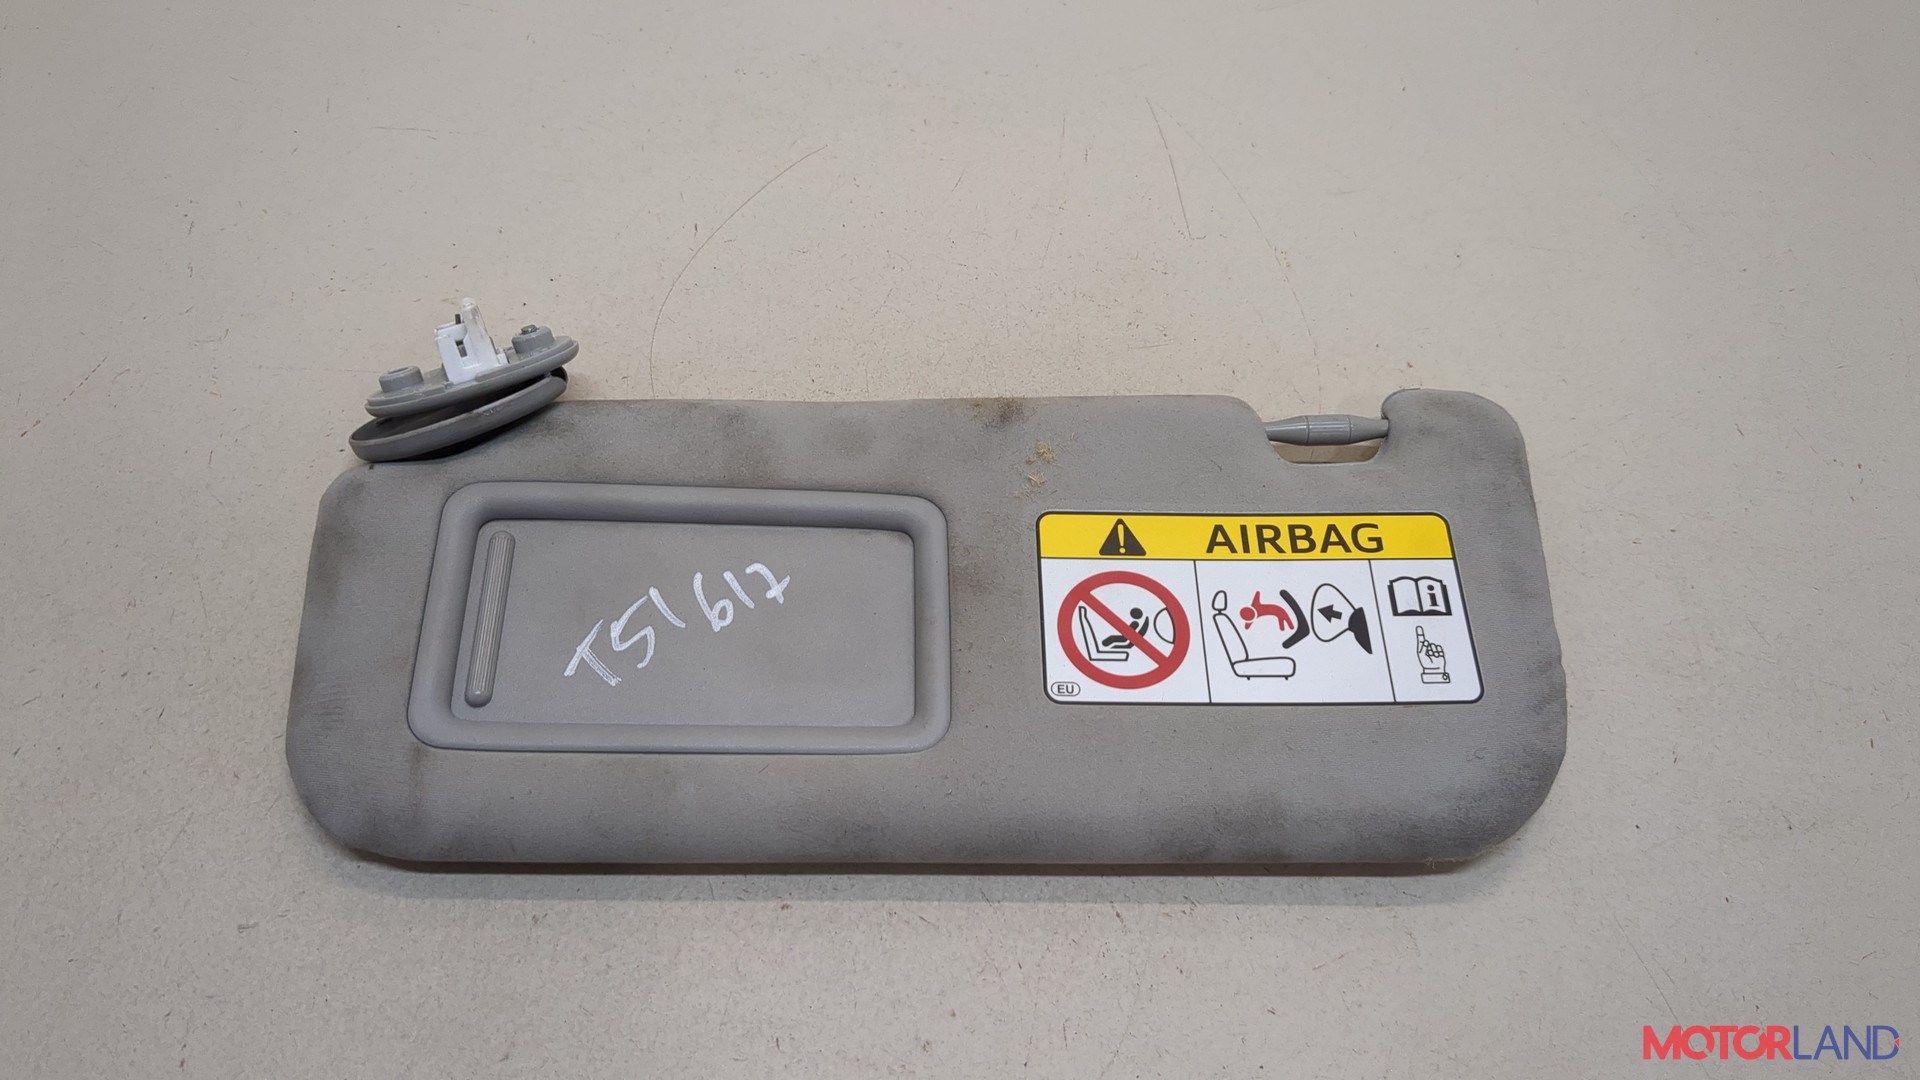 AIRBAG
T51617
i
EU
MOTORLAND